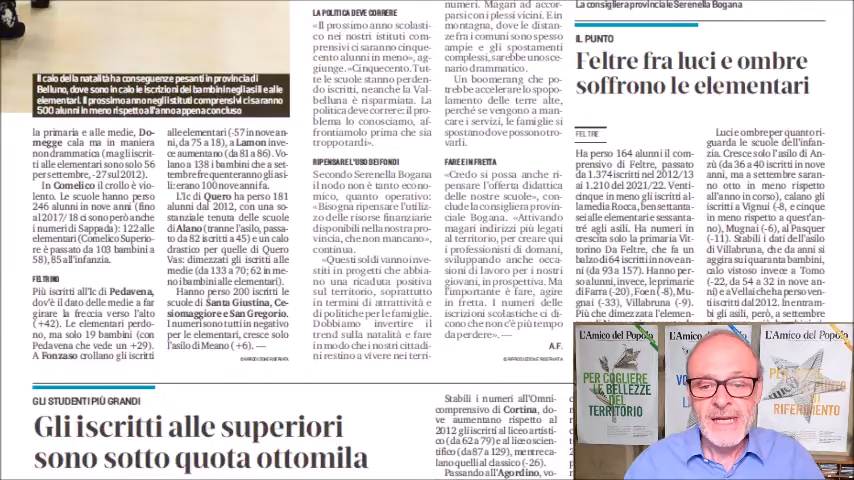 Il calo della natalità ha conseguenze pesanti in provincia di
Belluno, dove sono in calo le iscrizioni dei bambini negli asili e alle
elementari. Il prossimo anno negli istituti comprensivi ci saranno
500 alunni in meno rispetto all'anno appena concluso
la primaria e alle medie, Do-
megge cala ma in maniera
non drammatica (ma gli iscrit-
ti alle elementari sono solo 56
per settembre, -27 sul 2012).
In Comelico il crollo è vio-
lento. Le scuole hanno perso
246 alunni in nove anni (fino
al 2017/18 ci sono però anche
i numeri di Sappada): 122 alle
elementari (Comelico Superio-
re è passato da 103 bambini a
58), 85 all'infanzia.
FELTRINO
Più iscritti all'Ic di Pedavena,
dov'è il dato delle medie a far
girare la freccia verso l'alto
(+42). Le elementari perdo-
no, ma solo 19 bambini (con
Pedavena che vede un +29).
A Fonzaso crollano gli iscritti
alle elementari (-57 in nove an-
ni, da 75 a 18), a Lamon inve-
ce aumentano (da 81 a 86). Vo-
lano a 138 i bambini che a set-
tembre frequenteranno gli asi-
li: erano 100 nove anni fa.
L'Ic di Quero ha perso 181
alunni dal 2012, con una so-
stanziale tenuta delle scuole
di Alano (tranne l'asilo, passa-
to da 82 iscritti a 45) e un calo
drastico per quelle di Quero
Vas: dimezzati gli iscritti alle
medie (da 133 a 70; 62 in me-
no i bambini alle elementari).
Hanno perso 200 iscritti le
scuole di Santa Giustina, Ce-
siomaggiore e San Gregorio.
I numeri sono tutti in negativo
per le elementari, cresce solo
l'asilo di Meano (+6). —
©RIPRODUZIONE RISERVATA
LA POLITICA DEVE CORRERE
«Il prossimo anno scolasti-
co nei nostri istituti com-
prensivi ci saranno cinque-
cento alunni in meno», ag-
giunge. «Cinquecento. Tut-
te le scuole stanno perden-
do iscritti, neanche la Val-
belluna è risparmiata. La
politica deve correre: il pro-
blema lo conosciamo, af-
frontiamolo prima che sia
troppo tardi».
RIPENSARE L'USO DEI FONDI
Secondo Serenella Bogana
il nodo non è tanto eco-
nomico, quanto operativo:
«Bisogna ripensare l'utiliz-
zo delle risorse finanziarie
disponibili nella nostra pro-
vincia, che non mancano»,
continua.
«Questi soldi vanno inve-
stiti in progetti che abbia-
no una ricaduta positiva
sul territorio, soprattutto
in termini di attrattività e
di politiche per le famiglie.
Dobbiamo invertire il
trend sulla natalità e fare
in modo che i nostri cittadi-
ni restino a vivere nei terri-
numeri. Magari ad accor-
parsi con i plessi vicini. E in
montagna, dove le distan-
ze fra i comuni sono spesso
ampie e gli spostamenti
complessi, sarebbe uno sce-
nario drammatico.
Un boomerang che po-
trebbe accelerare lo spopo-
lamento delle terre alte,
perché se vengono a man-
care i servizi, le famiglie si
spostano dove possono tro-
varli.
FARE IN FRETTA
«Credo si possa anche ri-
pensare l'offerta didattica
delle nostre scuole», con-
clude la consigliera provin-
ciale Bogana. «Attivando
magari indirizzi più legati
al territorio, per creare qui
i professionisti di domani,
sviluppando anche occa-
sioni di lavoro per i nostri
giovani, in prospettiva. Ma
l'importante è fare, agire
in fretta. I numeri delle
iscrizioni scolastiche ci di-
cono che non c'è più tempo
da perdere». —
A.F.
©RIPRODUZIONE RISERVATA
La consigliera provinciale Serenella Bogana
IL PUNTO
Feltre fra luci e ombre
soffrono le elementari
FELTRE
Ha perso 164 alunni il com-
prensivo di Feltre, passato
da 1.374 iscritti nel 2012/13
ai 1.210 del 2021/22. Venti-
cinque in meno gli iscritti al-
la media Rocca, ben settanta-
sei alle elementari e sessanta-
tré agli asili. Ha numeri in
crescita solo la primaria Vit-
torino Da Feltre, che fa un
balzo di 64 iscritti in nove an-
ni (da 93 a 157). Hanno per-
so alunni, invece, le primarie
di Farra (-20), Foen (-8), Mu-
gnai (-33), Villabruna (-9).
Più che dimezzata l'elemen-
Luci e ombre per quanto ri-
guarda le scuole dell'infan-
zia. Cresce solo l'asilo di An-
zù (da 36 a 40 iscritti in nove
anni, ma a settembre saran-
no otto in meno rispetto
all'anno in corso), calano gli
iscritti a Vignui (-8, e cinque
in meno rispetto a quest'an-
no), Mugnai (-6), al Pasquer
(-11). Stabili i dati dell'asilo
di Villabruna, che da anni si
aggira sui quaranta bambini,
calo vistoso invece a Tomo
(-22, da 54 a 32 in nove an-
ni) e a Vellai che ha perso ven-
ti iscritti dal 2012. In entram-
bi gli asili, però, a settembre
GLI STUDENTI PIÙ GRANDI
Gli iscritti alle superiori
sono sotto quota ottomila
Stabili i numeri all'Omni-
comprensivo di Cortina, do-
ve aumentano rispetto al
2012 gli iscritti al liceo artisti-
co (da 62 a 79) e al liceo scien-
tifico (da 87 a 129), mentre ca-
lano quelli al classico (-26).
Passando all'Agordino, vo-
L'Amico del Popolo
PER COGLIERE
LE BELLEZZE
DEL
TERRITORIO
L'Amico del Popolo
L'Amico del Popolo
RIFERIMENTO